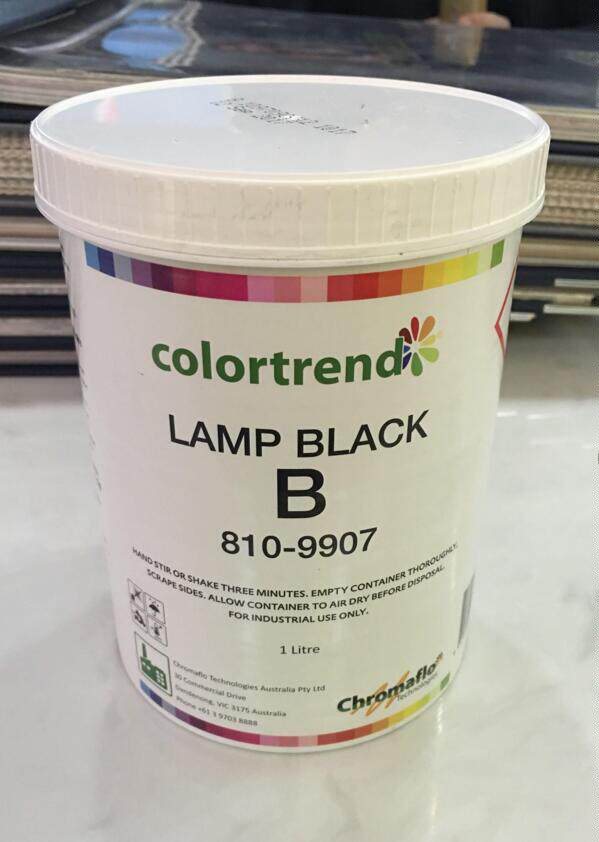 colortrend
LAMP BLACK
B
810-9907
HAND STIR OR SHAKE THREE MINUTES. EMPTY CONTAINER THOROUGHLY.
SCRAPE SIDES. ALLOW CONTAINER TO AIR DRY BEFORE DISPOSAL.
FOR INDUSTRIAL USE ONLY.
1 Litre
Chromaflo Technologies Australia Pty Ltd
30 Commercial Drive
Dandenong, VIC 3175 Australia
Phone +61 3 9703 8888
Chromaflo
Technologies